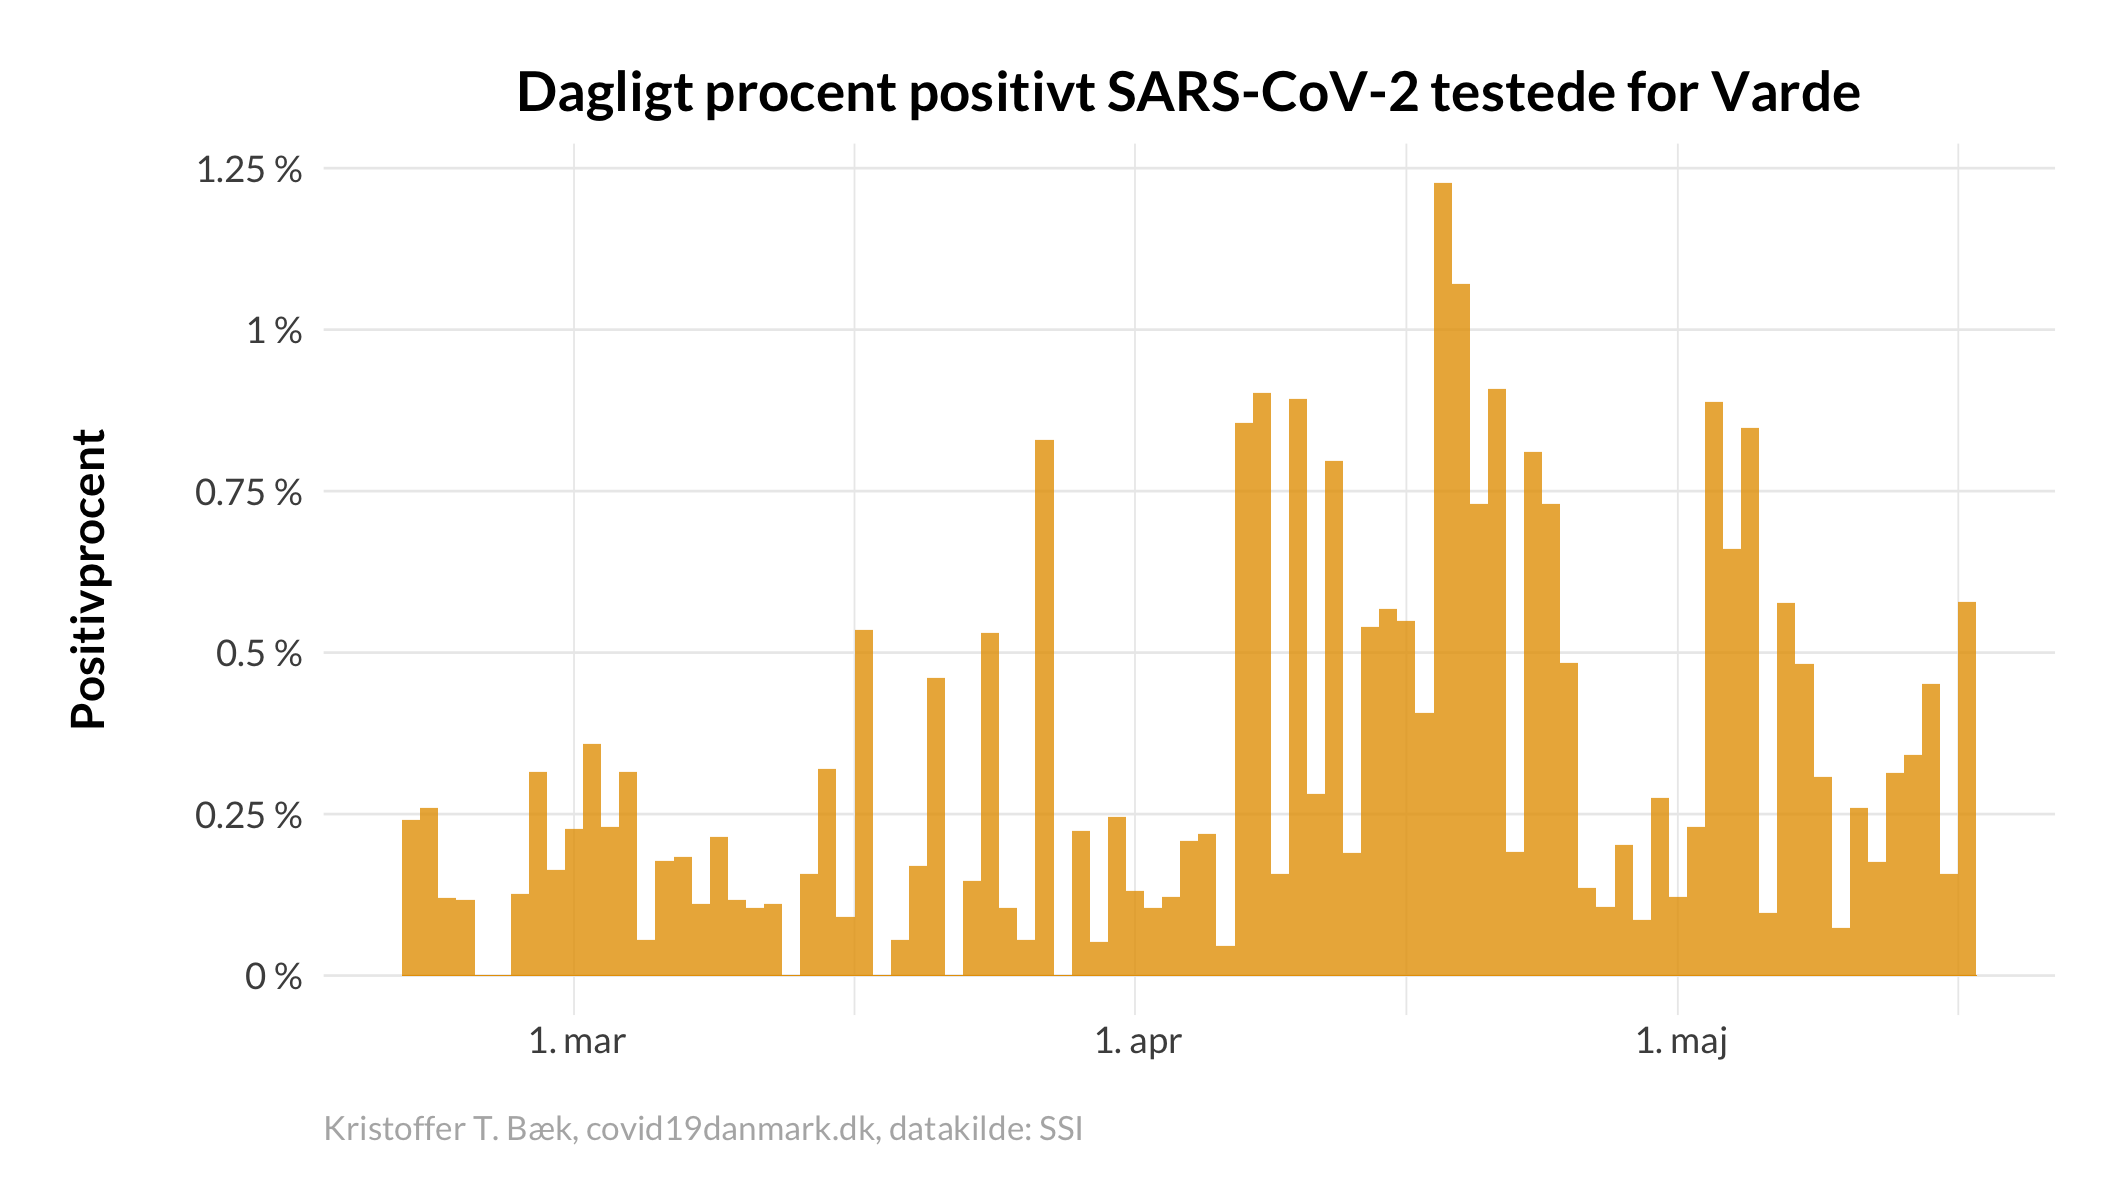 Dagligt procent positivt SARS-CoV-2 testede for Varde
Positivprocent
1.25 %
1 %
0.75 %
0.5 %
0.25 %
0 %
1. mar
1. apr
1. maj
Kristoffer T. Bæk, covid19danmark.dk, datakilde: SSI